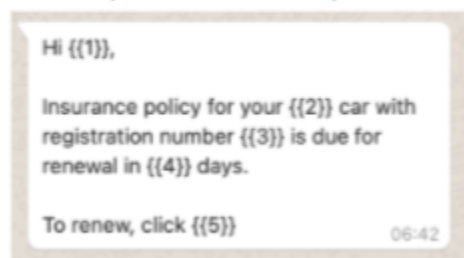 Hi {{1}},
Insurance policy for your {{2}} car with
registration number {{3}} is due for
renewal in {{4}} days.
To renew, click {{5}}
06:42